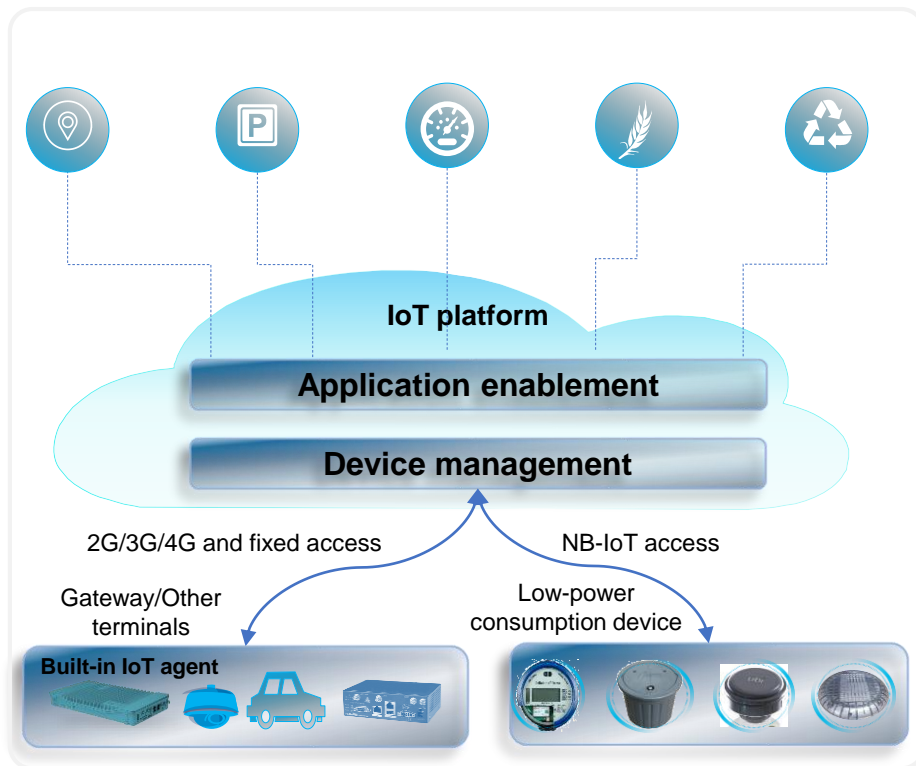 P
IoT platform
Application enablement
Device management
2G/3G/4G and fixed access
NB-IoT access
Gateway/Other
terminals
Low-power
consumption device
Built-in IoT agent